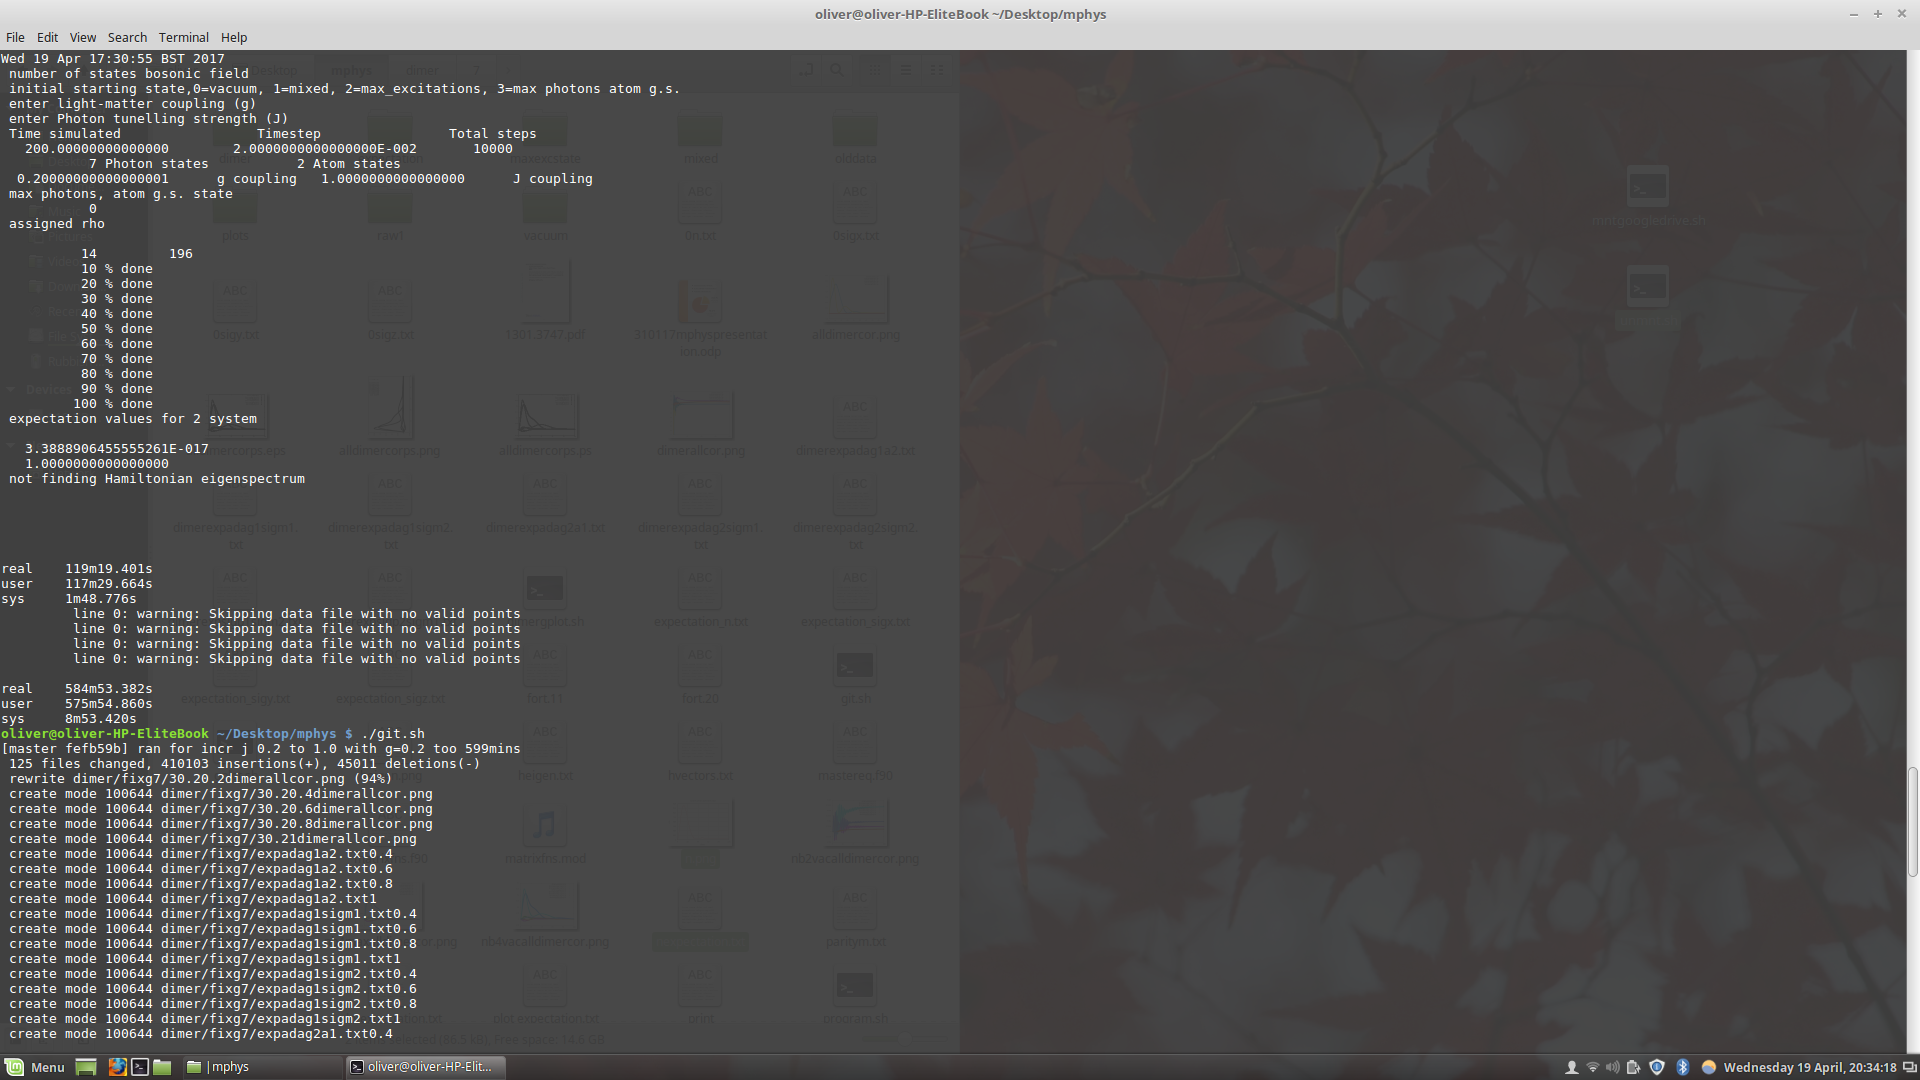 oliver@oliver-HP-EliteBook ~/Desktop/mphys
File Edit View Search Terminal Help
Wed 19 Apr 17:30:55 BST 2017
number of states bosonic field
initial starting state,0=vacuum, 1=mixed, 2=max_excitations, 3=max photons atom g.s.
enter light-matter coupling (g)
enter Photon tunelling strength (J)
Time simulated Timestep Total steps
200.00000000000000 2.0000000000000000E-002 10000
7 Photon states 2 Atom states
0.20000000000000001 g coupling 1.0000000000000000 J coupling
max photons, atom g.s. state
0
assigned rho
14 196
10 % done
20 % done
30 % done
40 % done
50 % done
60 % done
70 % done
80 % done
90 % done
100 % done
expectation values for 2 system
3.3888906455555261E-017
1.0000000000000000
not finding Hamiltonian eigenspectrum
real 119m19.401s
user 117m29.664s
sys 1m48.776s
line 0: warning: Skipping data file with no valid points
line 0: warning: Skipping data file with no valid points
line 0: warning: Skipping data file with no valid points
line 0: warning: Skipping data file with no valid points
real 584m53.382s
user 575m54.860s
sys 8m53.420s
oliver@oliver-HP-EliteBook ~/Desktop/mphys $ ./git.sh
[master fefb59b] ran for incr j 0.2 to 1.0 with g=0.2 too 599mins
125 files changed, 410103 insertions(+), 45011 deletions(-)
rewrite dimer/fixg7/30.20.2dimerallcor.png (94%)
create mode 100644 dimer/fixg7/30.20.4dimerallcor.png
create mode 100644 dimer/fixg7/30.20.6dimerallcor.png
create mode 100644 dimer/fixg7/30.20.8dimerallcor.png
create mode 100644 dimer/fixg7/30.21dimerallcor.png
create mode 100644 dimer/fixg7/expadag1a2.txt0.4
create mode 100644 dimer/fixg7/expadag1a2.txt0.6
create mode 100644 dimer/fixg7/expadag1a2.txt0.8
create mode 100644 dimer/fixg7/expadag1a2.txt1
create mode 100644 dimer/fixg7/expadag1sigm1.txt0.4
create mode 100644 dimer/fixg7/expadag1sigm1.txt0.6
create mode 100644 dimer/fixg7/expadag1sigm1.txt0.8
create mode 100644 dimer/fixg7/expadag1sigm1.txt1
create mode 100644 dimer/fixg7/expadag1sigm2.txt0.4
create mode 100644 dimer/fixg7/expadag1sigm2.txt0.6
create mode 100644 dimer/fixg7/expadag1sigm2.txt0.8
create mode 100644 dimer/fixg7/expadag1sigm2.txt1
create mode 100644 dimer/fixg7/expadag2a1.txt0.4
Menu mphys oliver@oliver-HP-Elit... Wednesday 19 April, 20:34:18